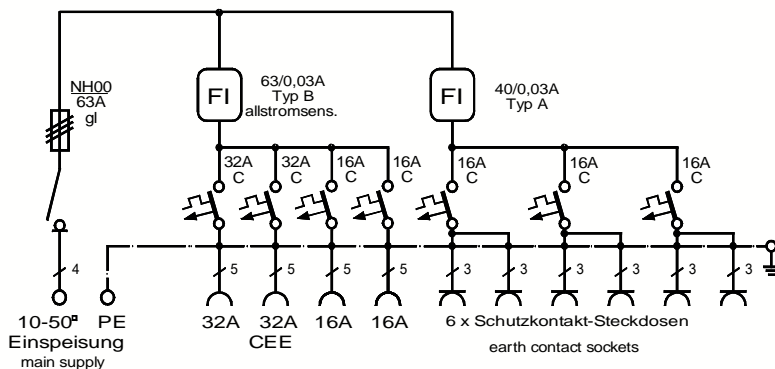 NH00
63A
gl
FI
63/0,03A
Typ B
allstromsens.
FI
40/0,03A
Typ A
32A
C
32A
C
16A
C
16A
C
16A
C
16A
C
16A
C
4
5
5
5
5
3
3
3
3
3
3
10-50¤ PE
Einspeisung
main supply
32A 32A 16A 16A
CEE
6 x Schutzkontakt-Steckdosen
earth contact sockets